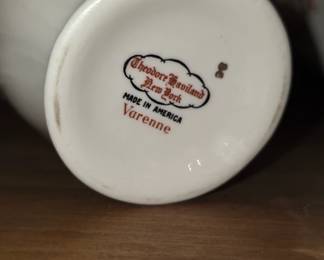 Theodore Haviland
New York
MADE IN AMERICA
Varenne